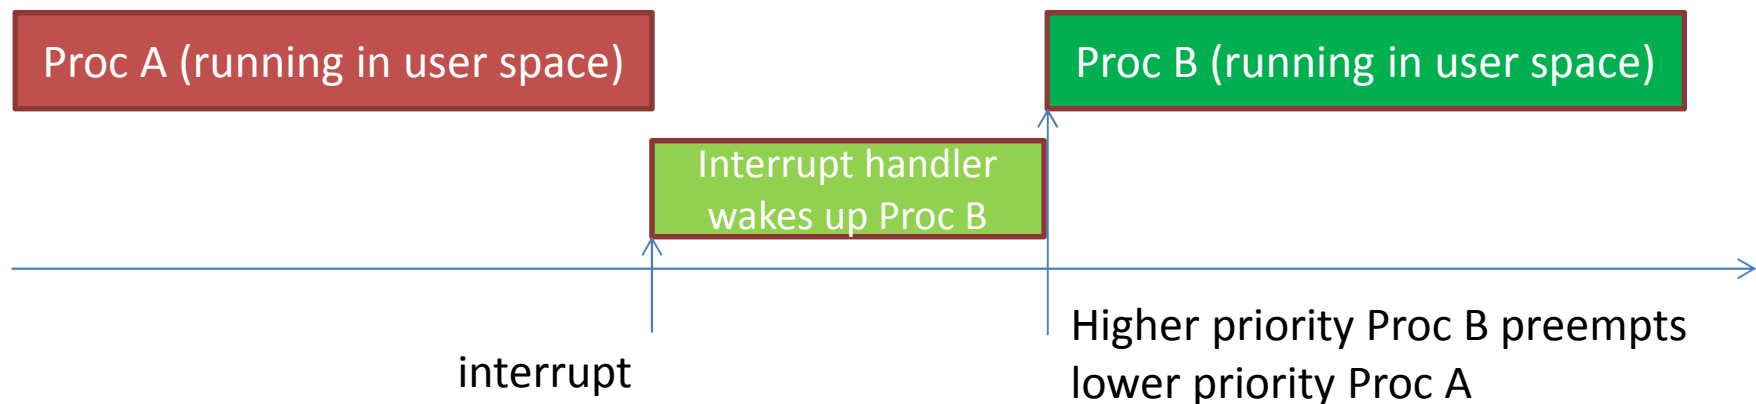 Proc A (running in user space)
Proc B (running in user space)
Interrupt handler
wakes up Proc B
interrupt
Higher priority Proc B preempts
lower priority Proc A